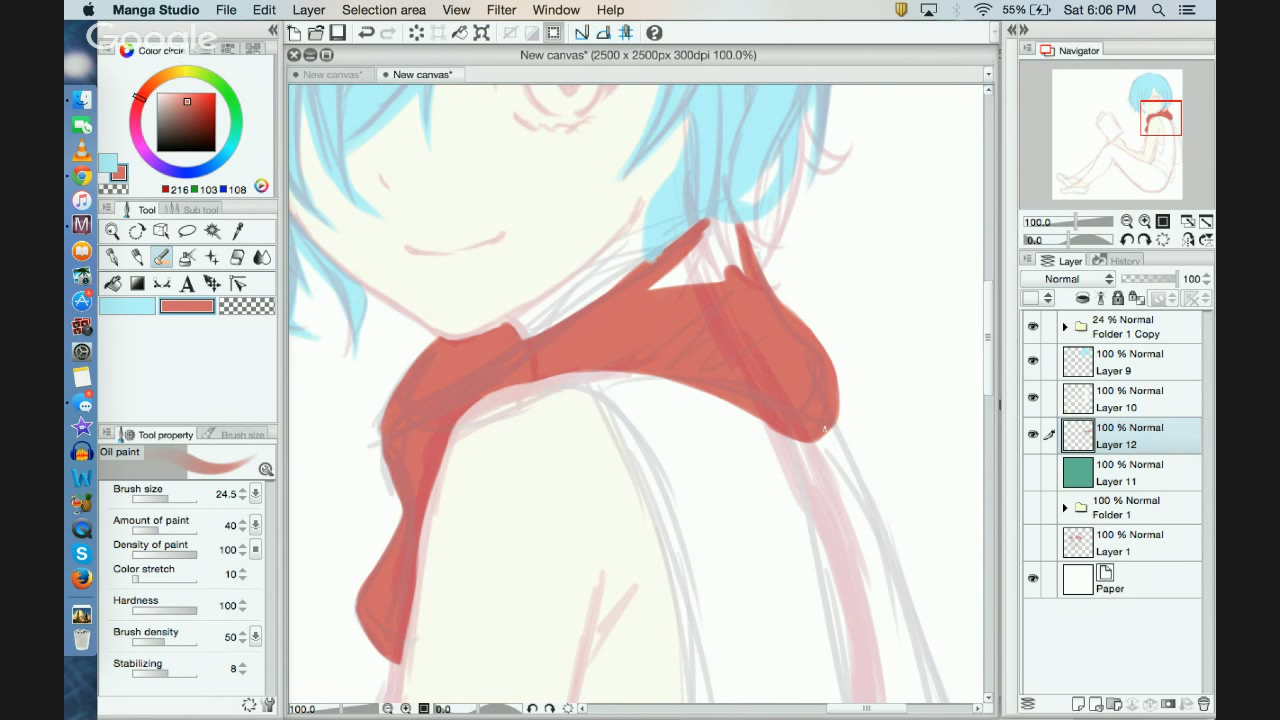 Manga Studio File Edit Layer Selection area View Filter Window Help 55% Sat 6:06 PM
Google
Color circle
New canvas* (2500 x 2500px 300dpi 100.0%)
Navigator
New canvas*
New canvas*
216 103 108
Tool
Sub tool
100.0
0.0
Layer
History
Normal
100
24 % Normal
Folder 1 Copy
100 % Normal
Layer 9
100 % Normal
Layer 10
100 % Normal
Layer 12
100 % Normal
Layer 11
100 % Normal
Folder 1
100 % Normal
Layer 1
Paper
Tool property
Brush size
Oil paint
Brush size
24.5
Amount of paint
40
Density of paint
100
Color stretch
10
Hardness
100
Brush density
50
Stabilizing
8
100.0
0.0